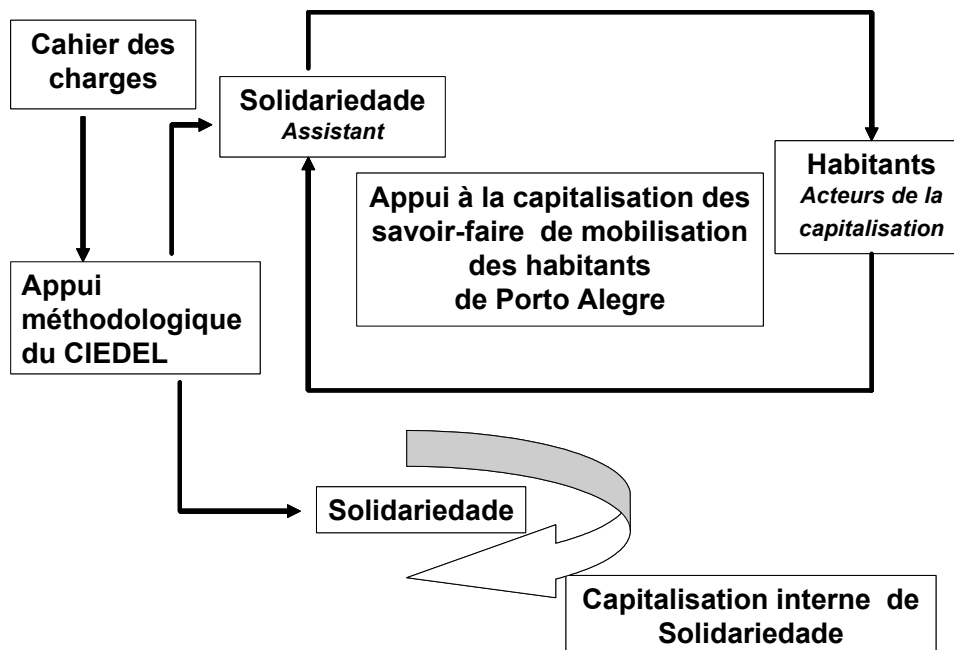 Cahier des
charges
Solidariedade
Assistant
Habitants
Acteurs de la
capitalisation
Appui à la capitalisation des
savoir-faire de mobilisation
des habitants
de Porto Alegre
Appui
méthodologique
du CIEDEL
Solidariedade
Capitalisation interne de
Solidariedade